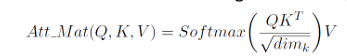 Att_Mat(Q, K, V) = Softmax(QK^T / √dim_k)V